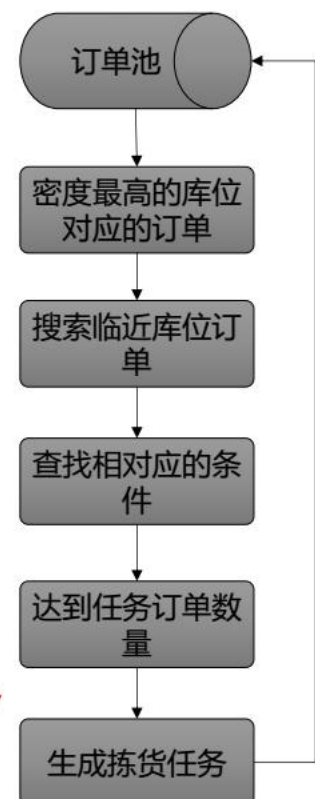 订单池
密度最高的库位
对应的订单
搜索临近库位订
单
查找相对应的条
件
达到任务订单数
量
生成拣货任务